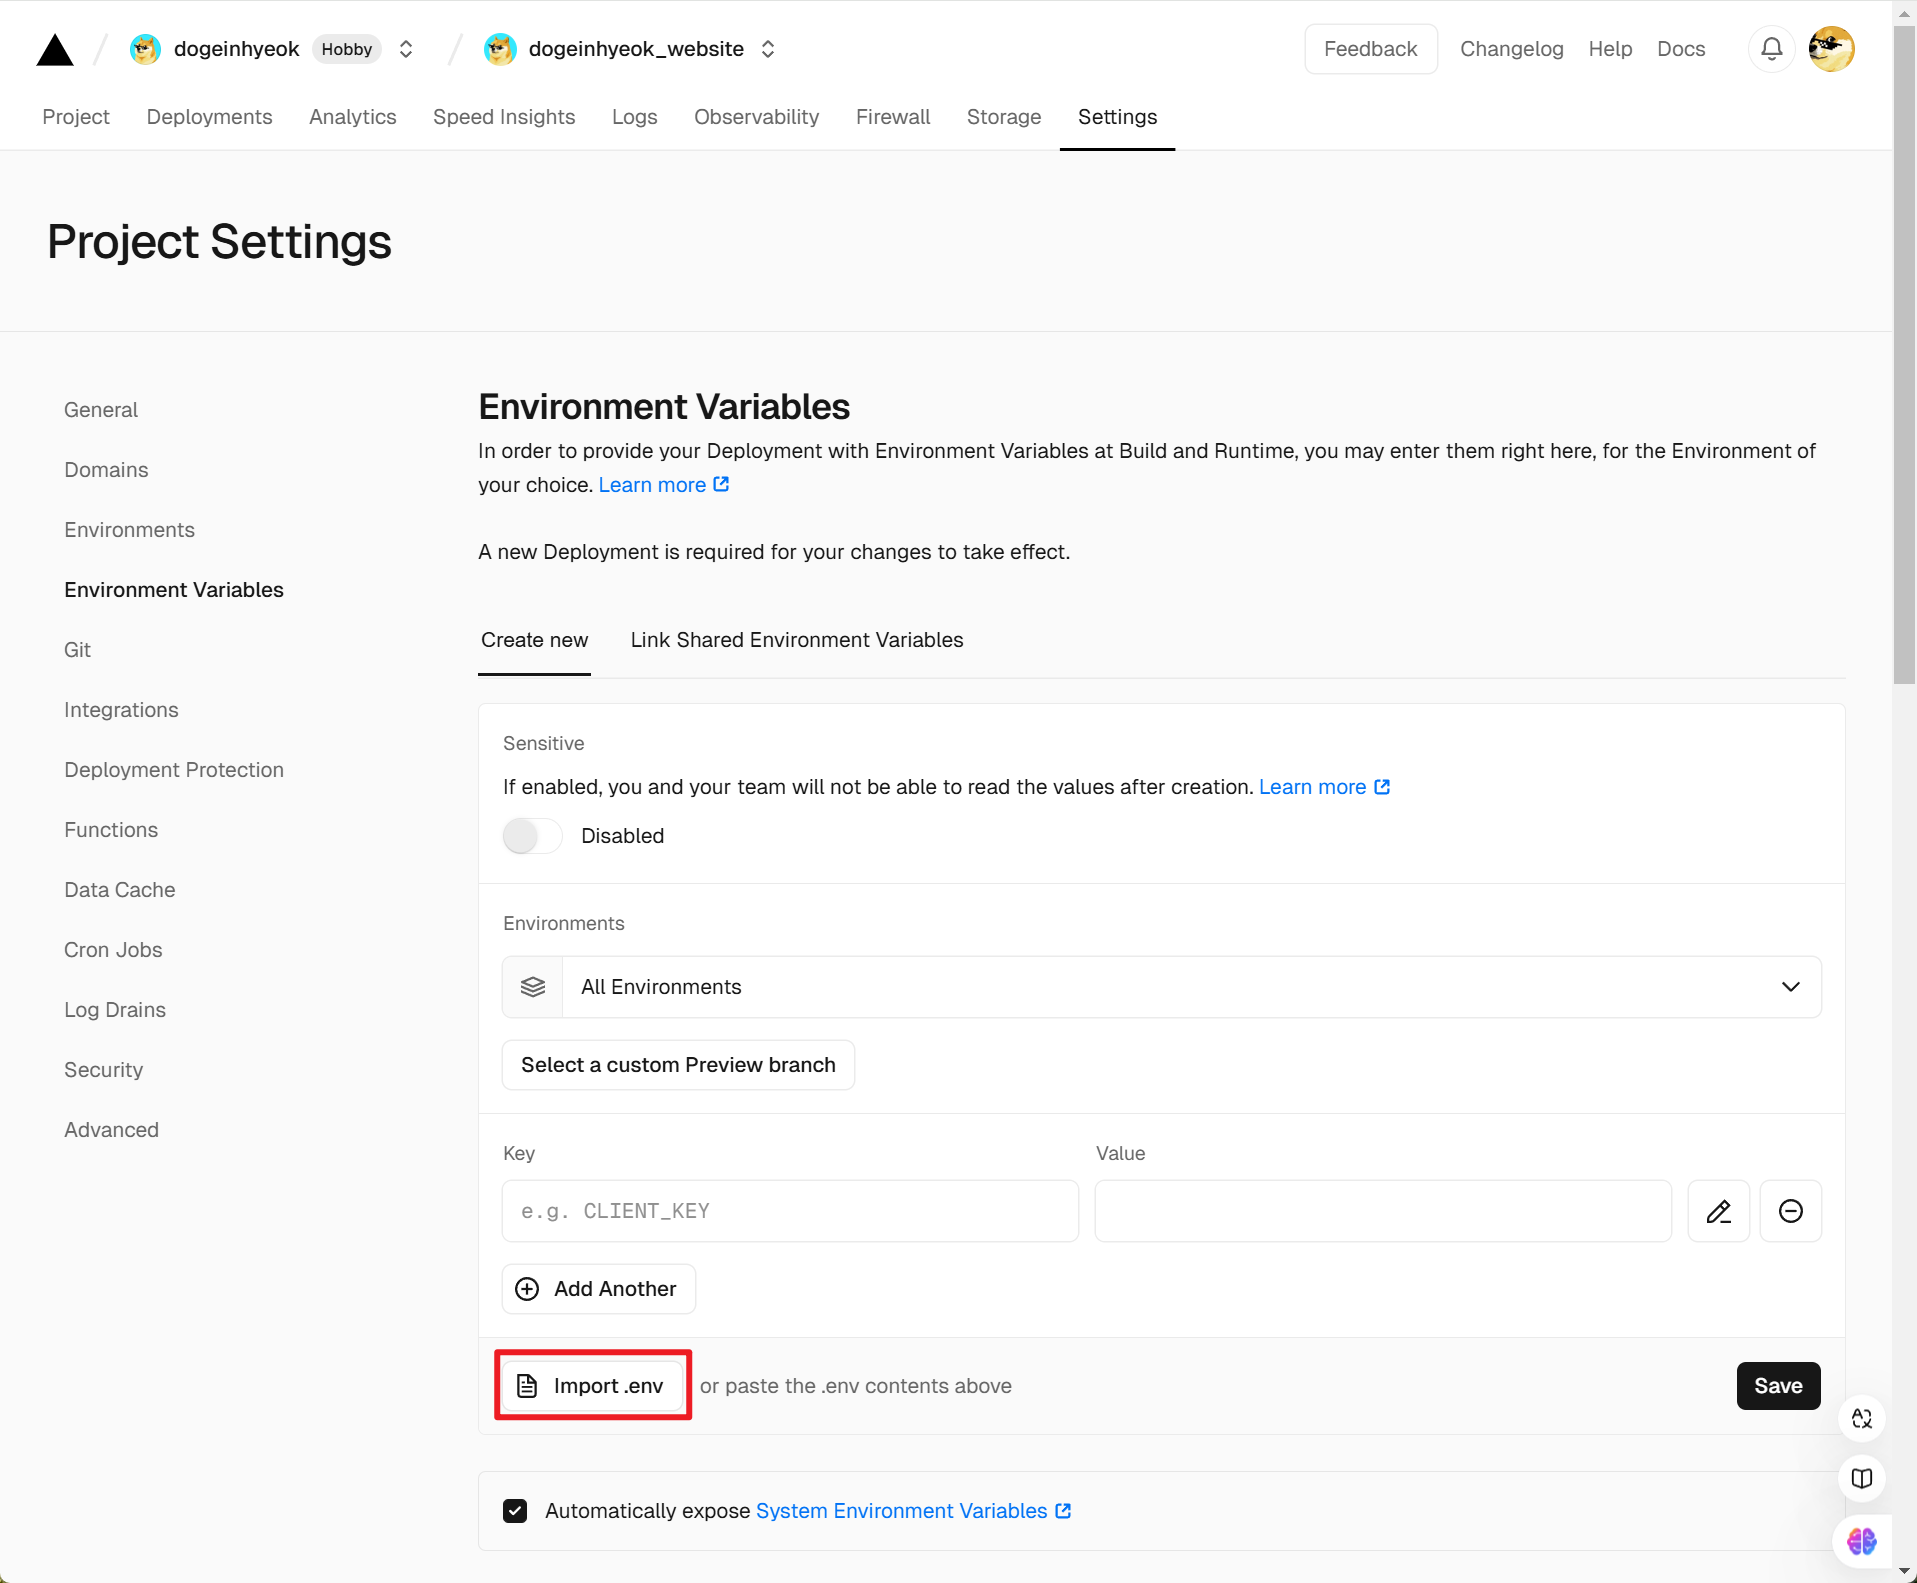 dogeinhyeok Hobby dogeinhyeok_website Feedback Changelog Help Docs
Project Deployments Analytics Speed Insights Logs Observability Firewall Storage Settings
Project Settings
General
Domains
Environments
Environment Variables
Git
Integrations
Deployment Protection
Functions
Data Cache
Cron Jobs
Log Drains
Security
Advanced
Environment Variables
In order to provide your Deployment with Environment Variables at Build and Runtime, you may enter them right here, for the Environment of
your choice. Learn more
A new Deployment is required for your changes to take effect.
Create new Link Shared Environment Variables
Sensitive
If enabled, you and your team will not be able to read the values after creation. Learn more
Disabled
Environments
All Environments
Select a custom Preview branch
Key Value
e.g. CLIENT_KEY
Add Another
Import .env or paste the .env contents above Save
Automatically expose System Environment Variables